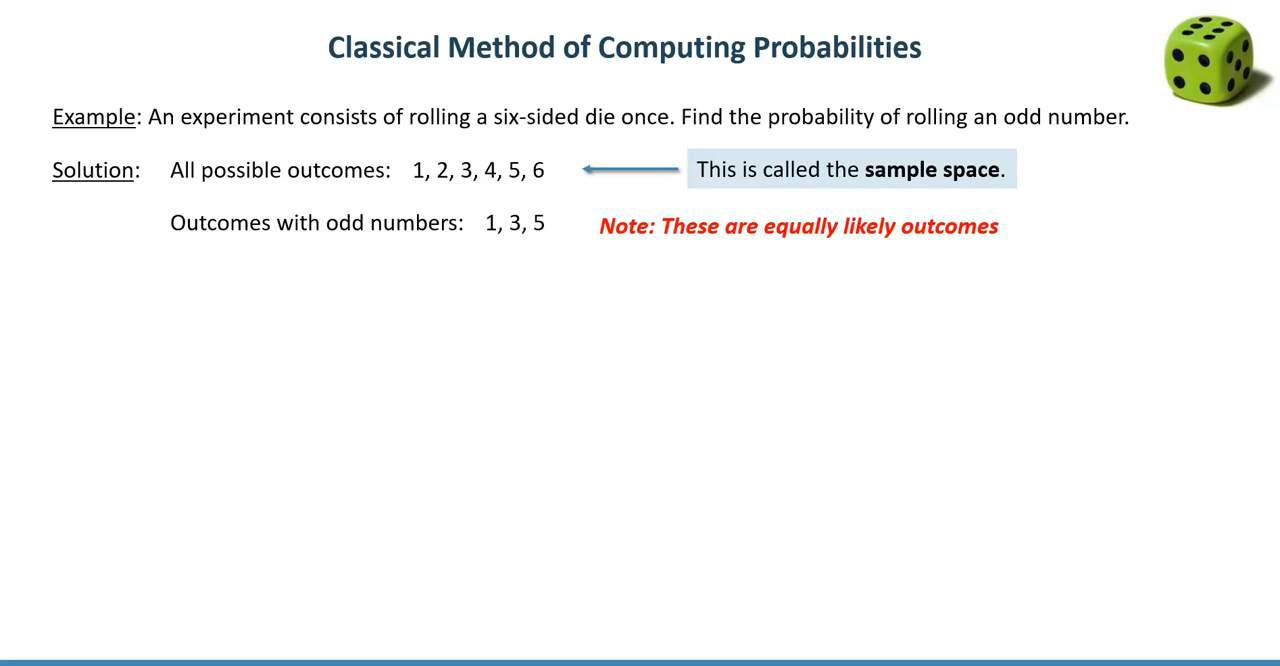 Classical Method of Computing Probabilities
Example: An experiment consists of rolling a six-sided die once. Find the probability of rolling an odd number.
Solution: All possible outcomes: 1, 2, 3, 4, 5, 6 This is called the sample space.
Outcomes with odd numbers: 1, 3, 5 Note: These are equally likely outcomes